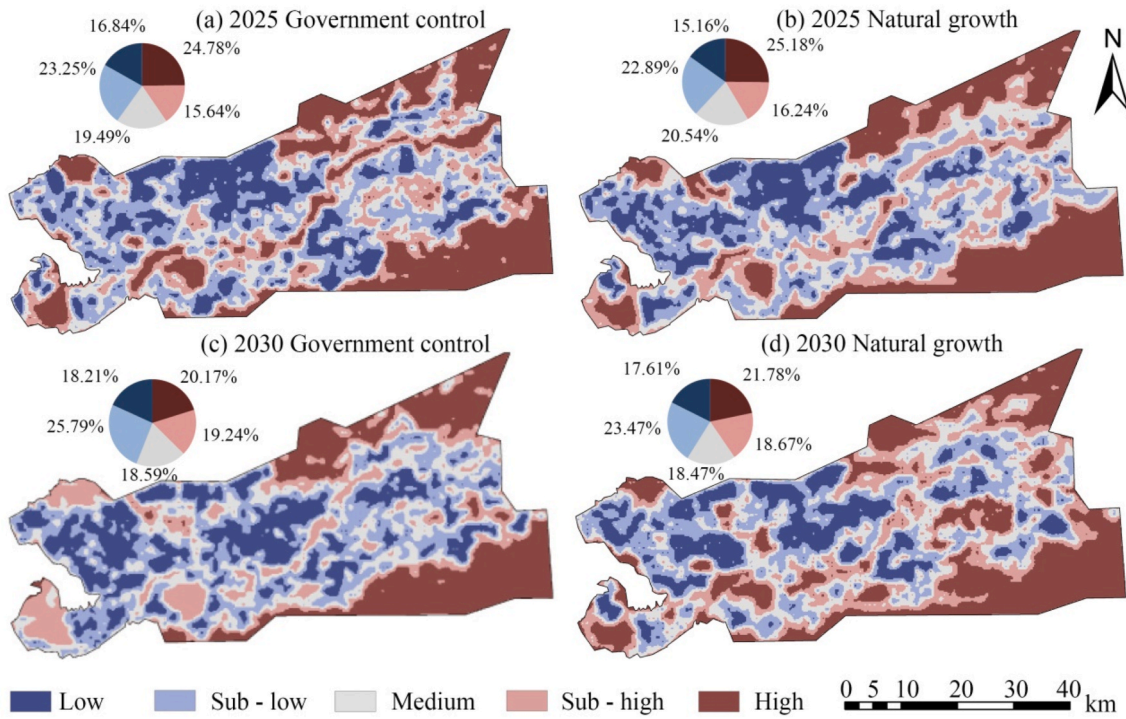 (a) 2025 Government control
16.84%
24.78%
23.25%
15.64%
19.49%
(b) 2025 Natural growth
15.16%
25.18%
22.89%
16.24%
20.54%
N
(c) 2030 Government control
18.21%
20.17%
25.79%
19.24%
18.59%
(d) 2030 Natural growth
17.61%
21.78%
23.47%
18.67%
18.47%
Low
Sub - low
Medium
Sub - high
High
0 5 10 20 30 40
km